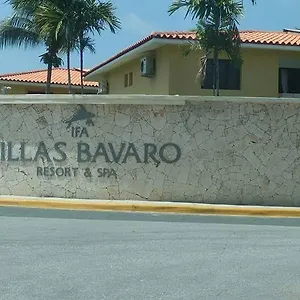 IFA
ILLAS BAVARO
RESORT & SPA